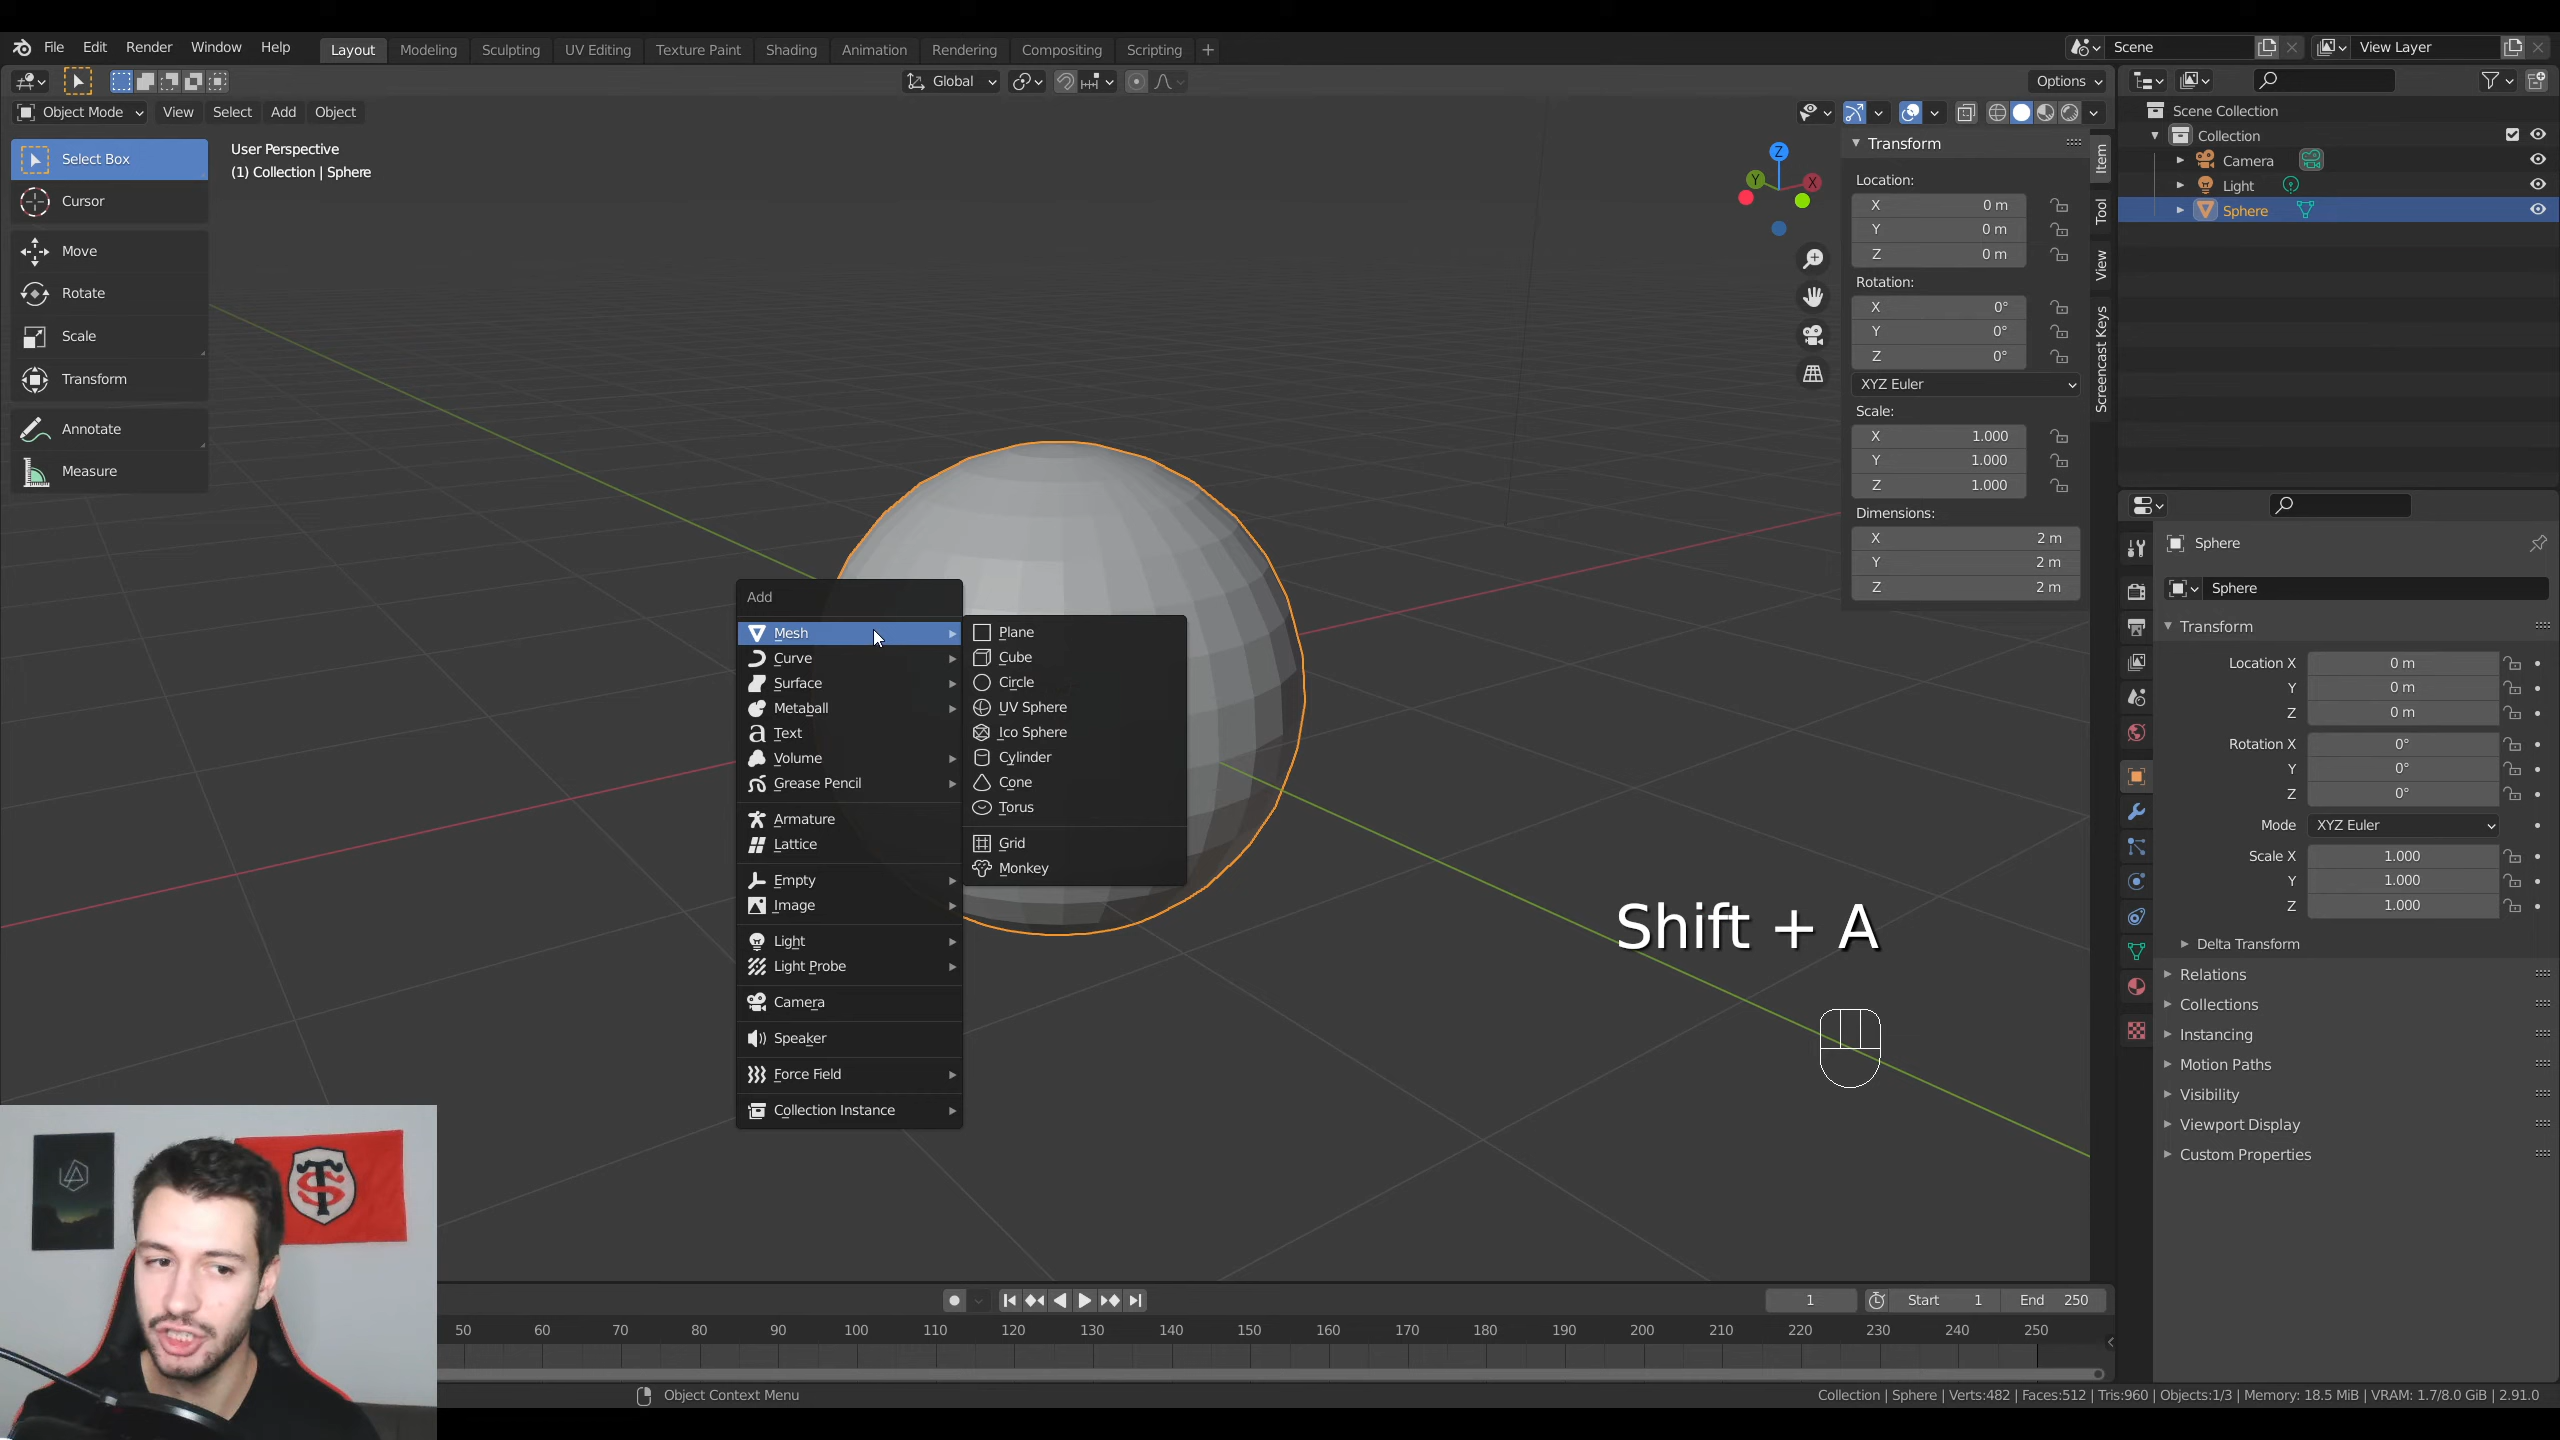 File Edit Render Window Help Layout Modeling Sculpting UV Editing Texture Paint Shading Animation Rendering Compositing Scripting + Scene View Layer
Global Options
Object Mode View Select Add Object
Select Box
Cursor
Move
Rotate
Scale
Transform
Annotate
Measure
User Perspective
(1) Collection | Sphere
Z
Y
X
Transform
Location:
X 0 m
Y 0 m
Z 0 m
Rotation:
X 0°
Y 0°
Z 0°
XYZ Euler
Scale:
X 1.000
Y 1.000
Z 1.000
Dimensions:
X 2 m
Y 2 m
Z 2 m
Item
Tool
View
Screencast Keys
Add
Mesh
Curve
Surface
Metaball
Text
Volume
Grease Pencil
Armature
Lattice
Empty
Image
Light
Light Probe
Camera
Speaker
Force Field
Collection Instance
Plane
Cube
Circle
UV Sphere
Ico Sphere
Cylinder
Cone
Torus
Grid
Monkey
Shift + A
Scene Collection
Collection
Camera
Light
Sphere
Sphere
Sphere
Transform
Location X 0 m
Y 0 m
Z 0 m
Rotation X 0°
Y 0°
Z 0°
Mode XYZ Euler
Scale X 1.000
Y 1.000
Z 1.000
Delta Transform
Relations
Collections
Instancing
Motion Paths
Visibility
Viewport Display
Custom Properties
1 Start 1 End 250
50 60 70 80 90 100 110 120 130 140 150 160 170 180 190 200 210 220 230 240 250
Object Context Menu
Collection | Sphere | Verts:482 | Faces:512 | Tris:960 | Objects:1/3 | Memory: 18.5 MiB | VRAM: 1.7/8.0 GiB | 2.91.0